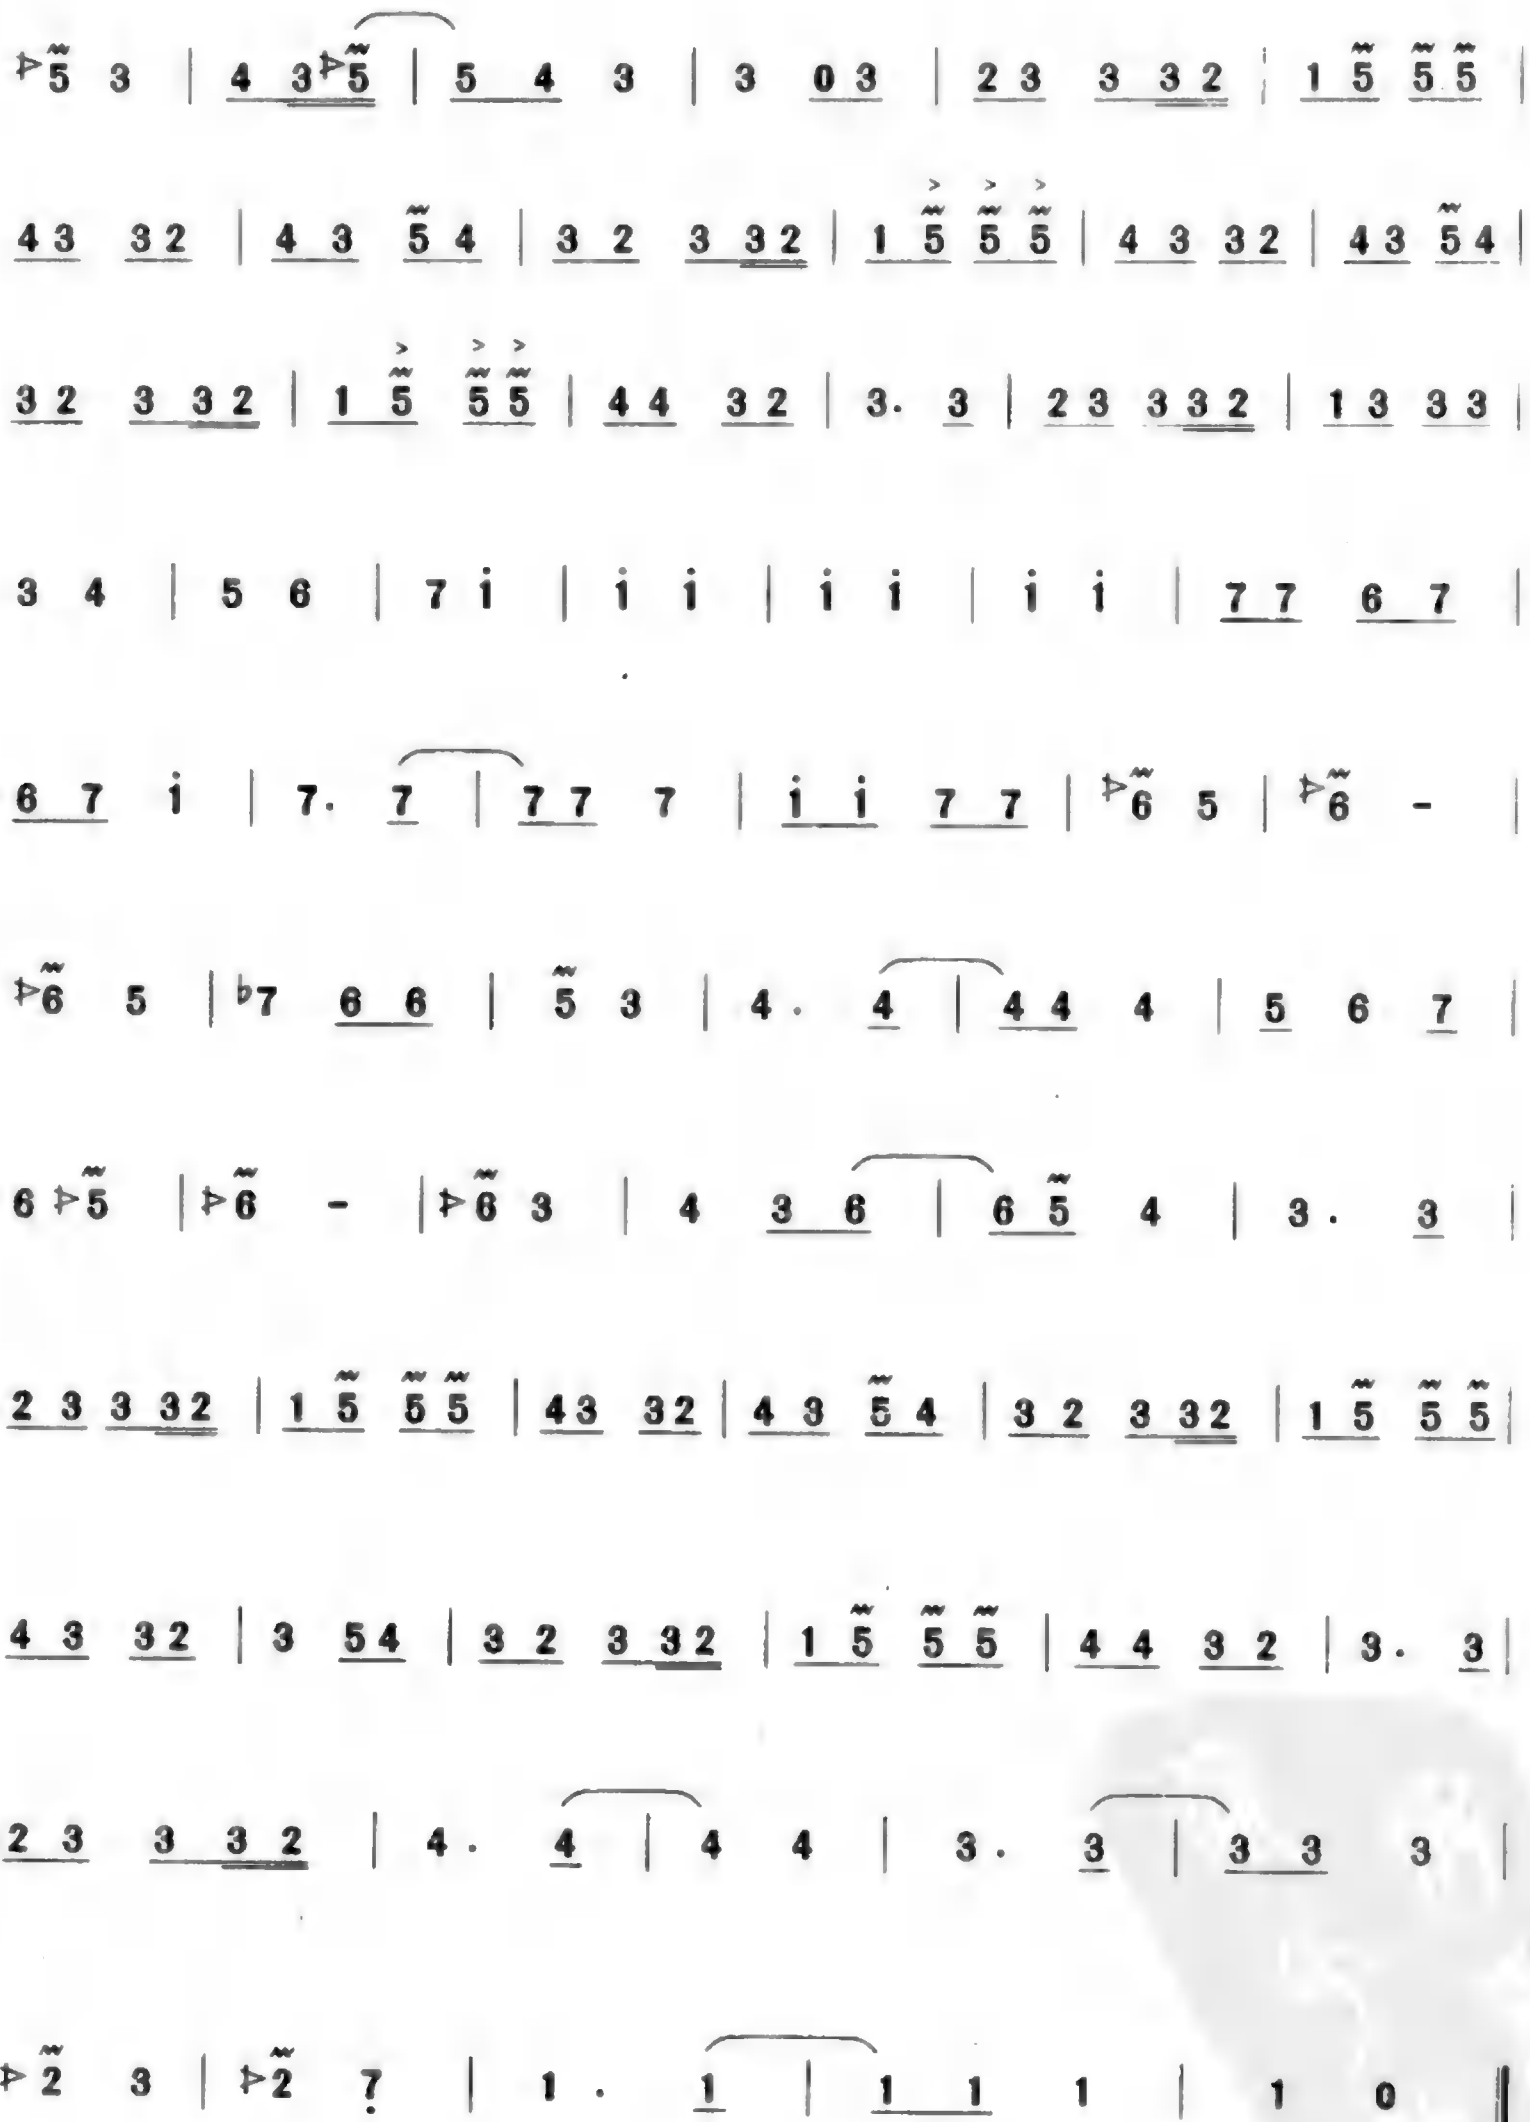 5 3 | 4 3 5 | 5 4 3 | 3 0 3 | 2 3 3 3 2 | 1 5 5 5 |
4 3 3 2 | 4 3 5 4 | 3 2 3 3 2 | 1 5 5 5 | 4 3 3 2 | 4 3 5 4 |
3 2 3 3 2 | 1 5 5 5 | 4 4 3 2 | 3. 3 | 2 3 3 3 2 | 1 3 3 3 |
3 4 | 5 6 | 7 i | i i | i i | i i | 7 7 6 7 |
6 7 i | 7. 7 | 7 7 7 | i i 7 7 | 6 5 | 6 - |
6 5 | ♭7 6 6 | 5 3 | 4. 4 | 4 4 4 | 5 6 7 |
6 5 | 6 - | 6 3 | 4 3 6 | 6 5 4 | 3. 3 |
2 3 3 3 2 | 1 5 5 5 | 4 3 3 2 | 4 3 5 4 | 3 2 3 3 2 | 1 5 5 5 |
4 3 3 2 | 3 5 4 | 3 2 3 3 2 | 1 5 5 5 | 4 4 3 2 | 3. 3 |
2 3 3 3 2 | 4. 4 | 4 4 | 3. 3 | 3 3 3 |
2 3 | 2 7̣ | 1. 1 | 1 1 1 | 1 0 ‖